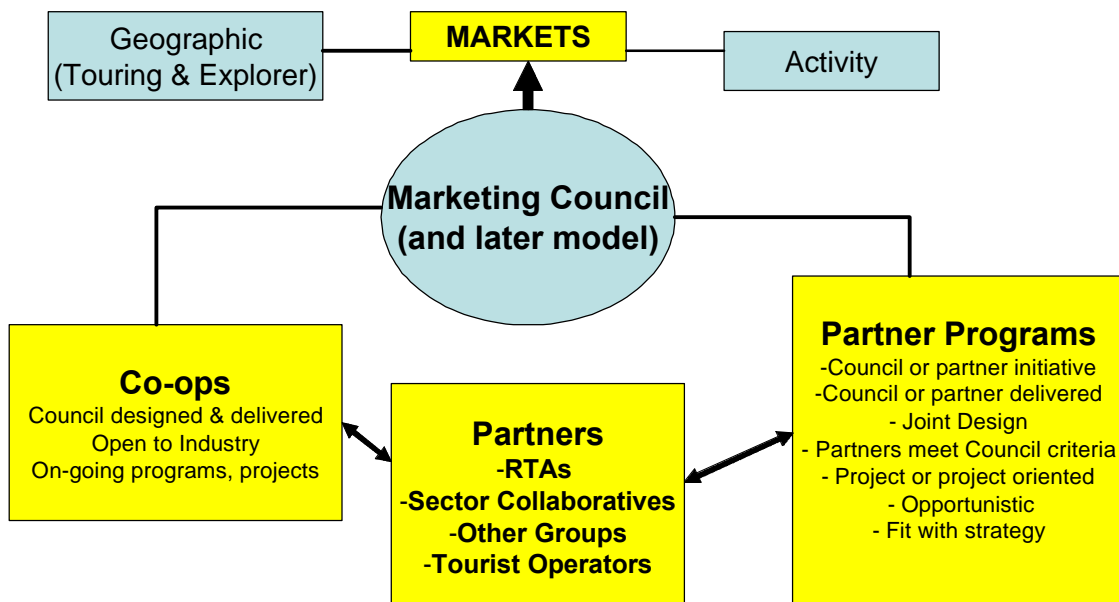 Geographic
(Touring & Explorer)
MARKETS
Activity
Marketing Council
(and later model)
Co-ops
Council designed & delivered
Open to Industry
On-going programs, projects
Partners
-RTAs
-Sector Collaboratives
-Other Groups
-Tourist Operators
Partner Programs
-Council or partner initiative
-Council or partner delivered
- Joint Design
- Partners meet Council criteria
- Project or project oriented
- Opportunistic
- Fit with strategy